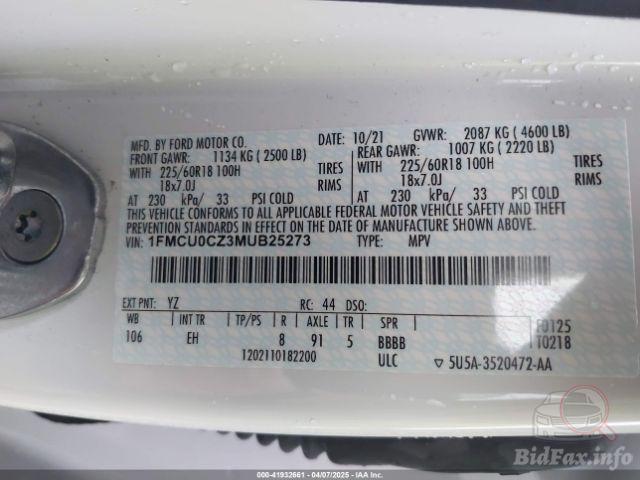 MFD. BY FORD MOTOR CO. DATE: 10/21 GVWR: 2087 KG ( 4600 LB)
FRONT GAWR: 1134 KG ( 2500 LB) REAR GAWR: 1007 KG ( 2220 LB)
WITH 225/60R18 100H TIRES WITH 225/60R18 100H TIRES
18x7.0J RIMS 18x7.0J RIMS
AT 230 kPa/ 33 PSI COLD AT 230 kPa/ 33 PSI COLD
THIS VEHICLE CONFORMS TO ALL APPLICABLE FEDERAL MOTOR VEHICLE SAFETY AND THEFT
PREVENTION STANDARDS IN EFFECT ON THE DATE OF MANUFACTURE SHOWN ABOVE.
VIN: 1FMCU0CZ3MUB25273 TYPE: MPV
EXT PNT: YZ RC: 44 DSO:
WB INT TR TP/PS R AXLE TR SPR F0125
106 EH 8 91 5 BBBB T0218
1202110182200 ULC 5U5A-3520472-AA
BidFax.info
000-41932661 - 04/07/2025 - IAA, Inc.